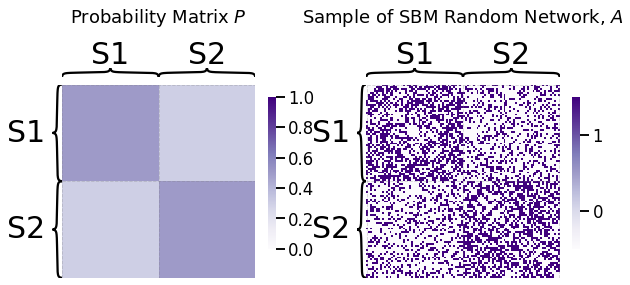 Probability Matrix P
S1 S2
S1
S2
1.0
0.8
0.6
0.4
0.2
0.0
Sample of SBM Random Network, A
S1 S2
S1
S2
1
0